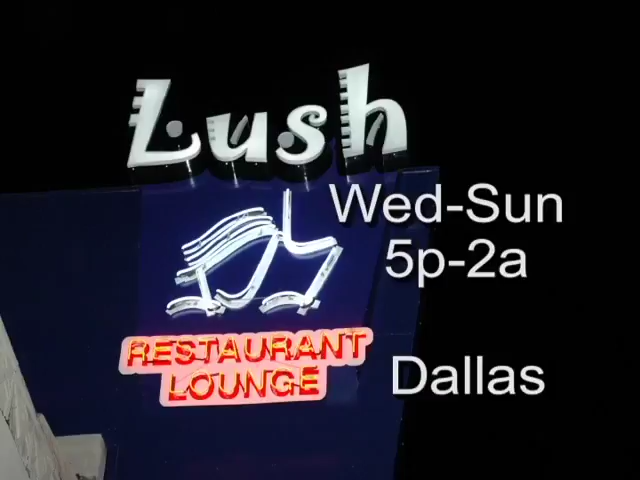 Lush
Wed-Sun
5p-2a
RESTAURANT
LOUNGE
Dallas